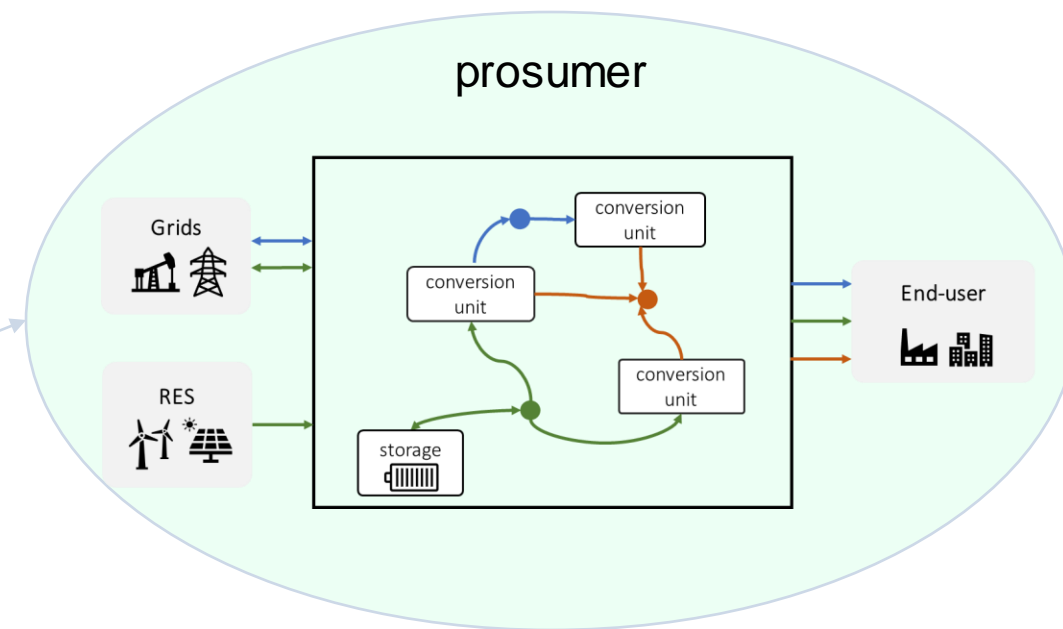 prosumer
Grids
RES
conversion
unit
conversion
unit
conversion
unit
storage
End-user